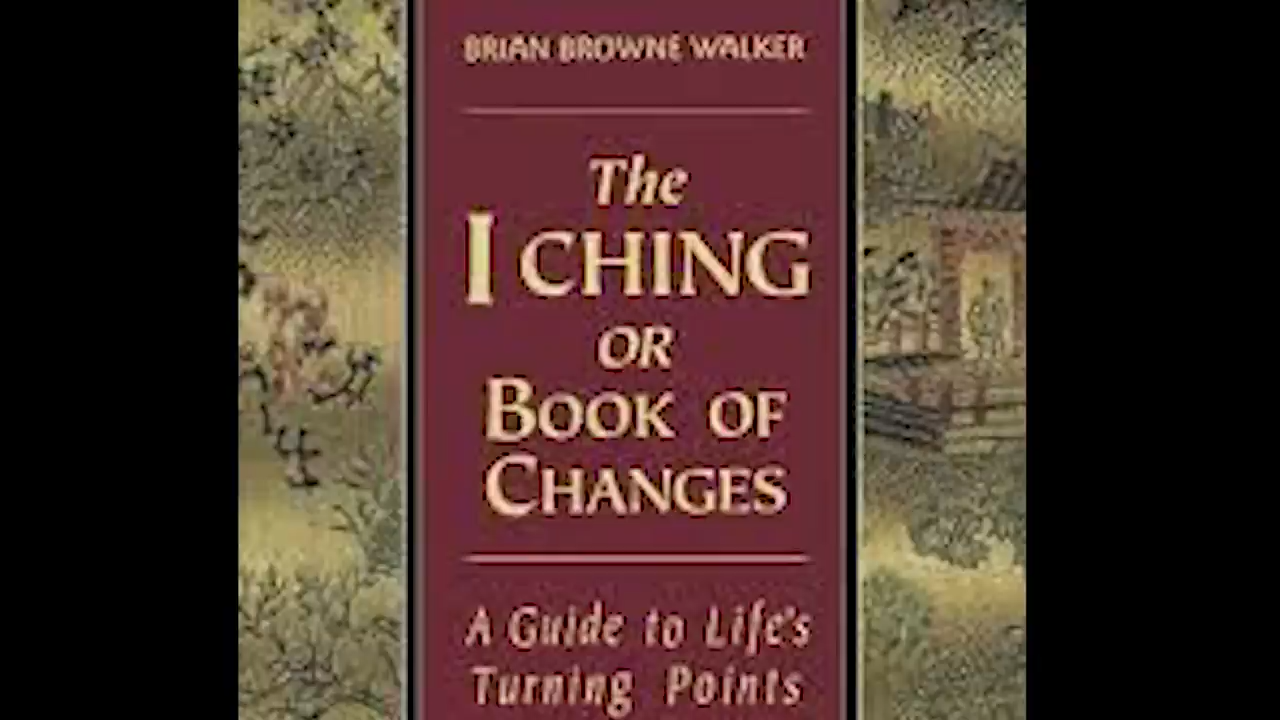 BRIAN BROWNE WALKER
The
I CHING
OR
BOOK OF
CHANGES
A Guide to Life's
Turning Points